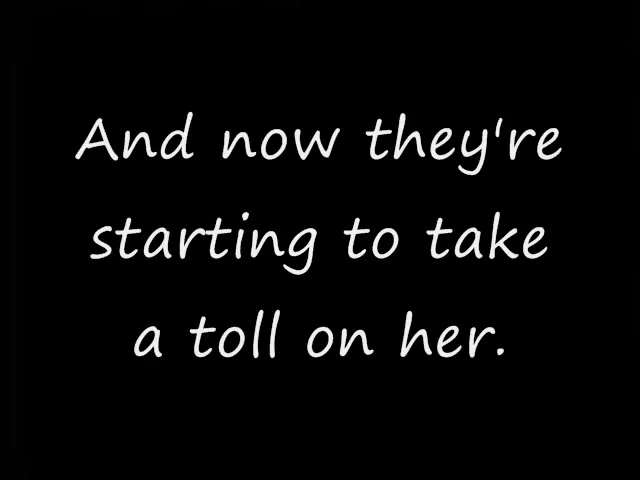 And now they're
starting to take
a toll on her.